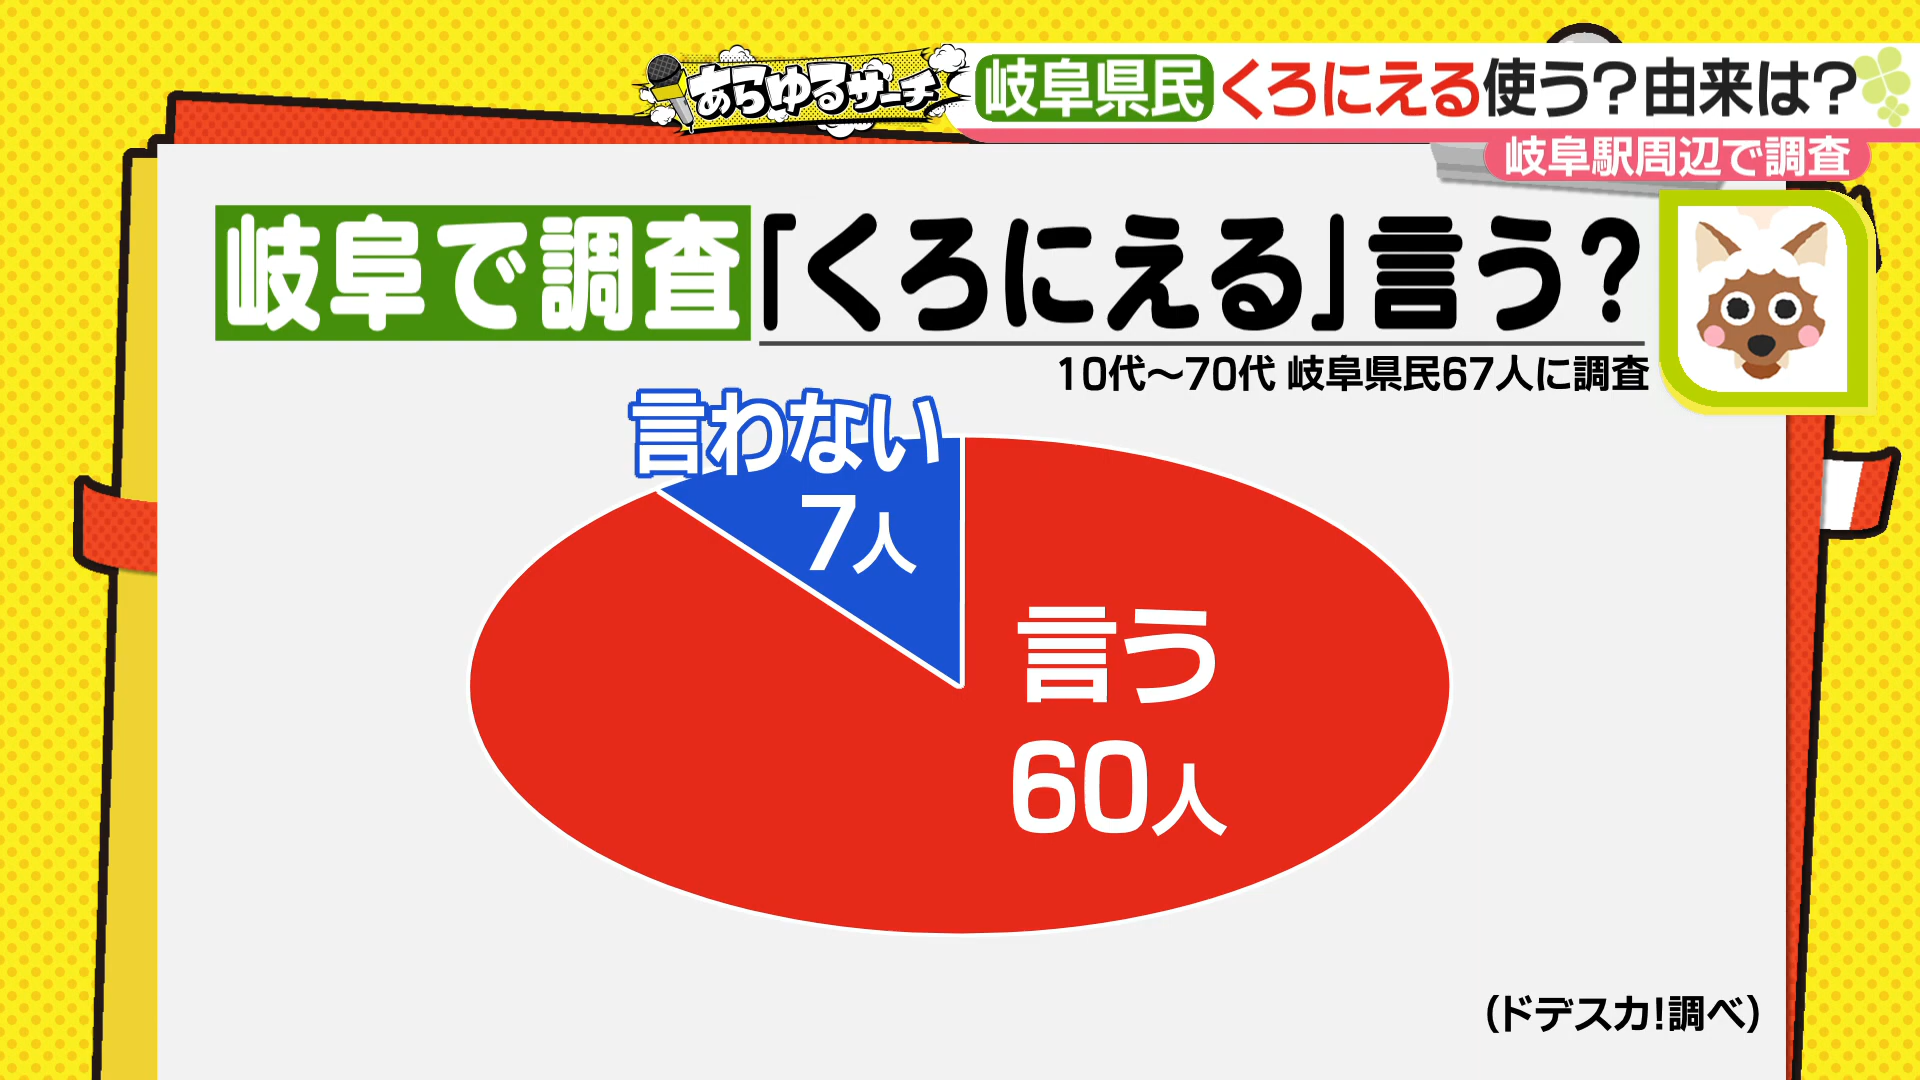 あらゆるサーチ
岐阜県民 くろにえる使う?由来は?
岐阜駅周辺で調査
岐阜で調査「くろにえる」言う?
10代〜70代 岐阜県民67人に調査
言わない
7人
言う
60人
(ドデスカ!調べ)